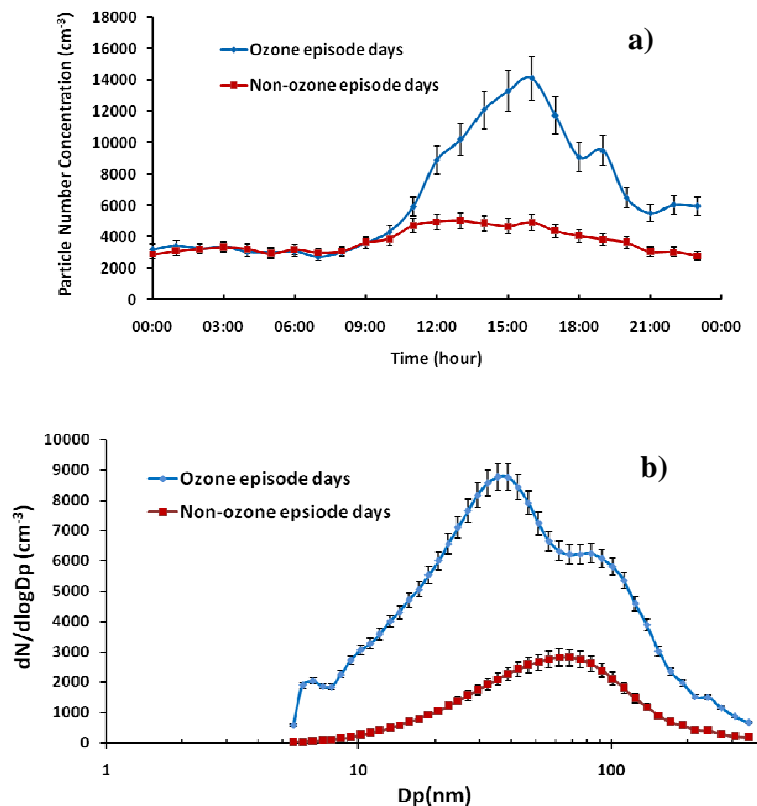 18000
16000
14000
12000
10000
8000
6000
4000
2000
0
Particle Number Concentration (cm-3)
Ozone episode days
Non-ozone episode days
a)
00:00 03:00 06:00 09:00 12:00 15:00 18:00 21:00 00:00
Time (hour)
10000
9000
8000
7000
6000
5000
4000
3000
2000
1000
0
dN/dlogDp (cm-3)
Ozone episode days
Non-ozone epsiode days
b)
1 10 100
Dp(nm)